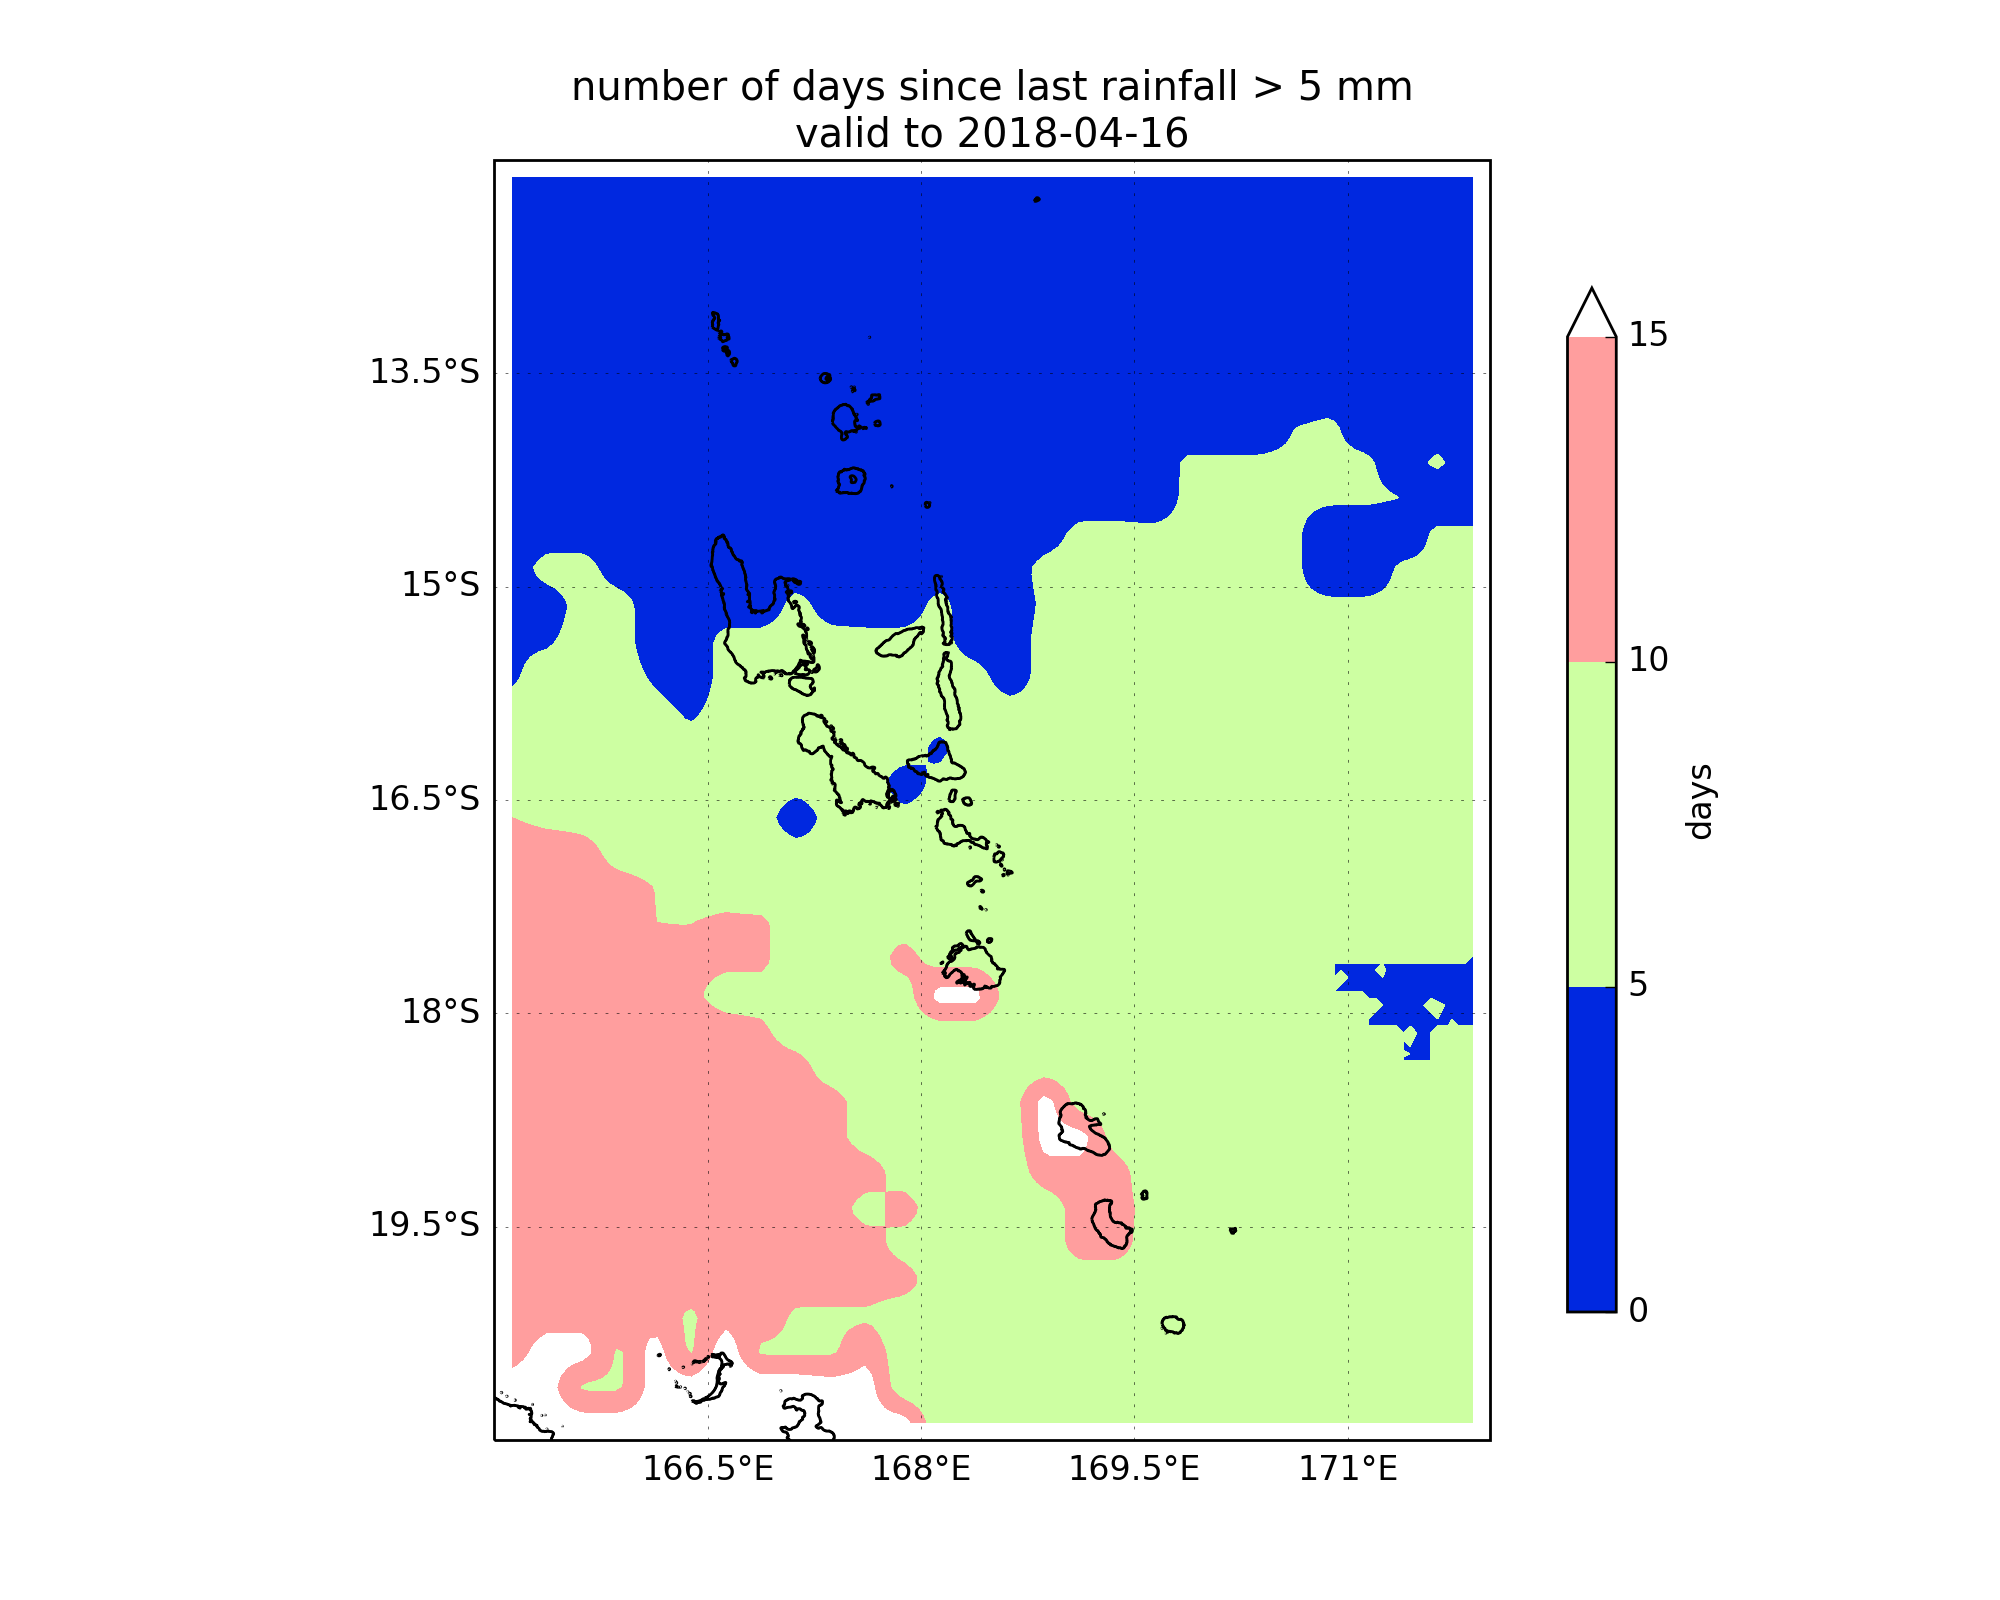 number of days since last rainfall > 5 mm
valid to 2018-04-16
13.5°S
15°S
16.5°S
18°S
19.5°S
166.5°E
168°E
169.5°E
171°E
15
10
5
0
days